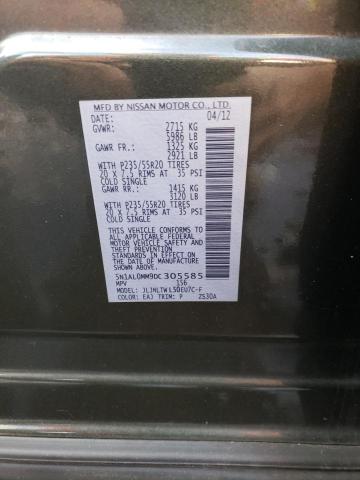 MFD BY NISSAN MOTOR CO., LTD.
DATE: 04/12
GVWR: 2715 KG
5986 LB
GAWR FR.: 1325 KG
2921 LB
WITH P235/55R20 TIRES
20 X 7.5 RIMS AT 35 PSI
COLD SINGLE
GAWR RR.: 1415 KG
3120 LB
WITH P235/55R20 TIRES
20 X 7.5 RIMS AT 35 PSI
COLD SINGLE
THIS VEHICLE CONFORMS TO ALL
APPLICABLE FEDERAL MOTOR
VEHICLE SAFETY AND THEFT
PREVENTION STANDARDS IN
EFFECT ON THE DATE OF
MANUFACTURE SHOWN ABOVE.
5N1AL0MM9DC305585
MPV 156
MODEL: JLJNLTWL50EU7C-F
COLOR: EAJ TRIM: P 2S30A